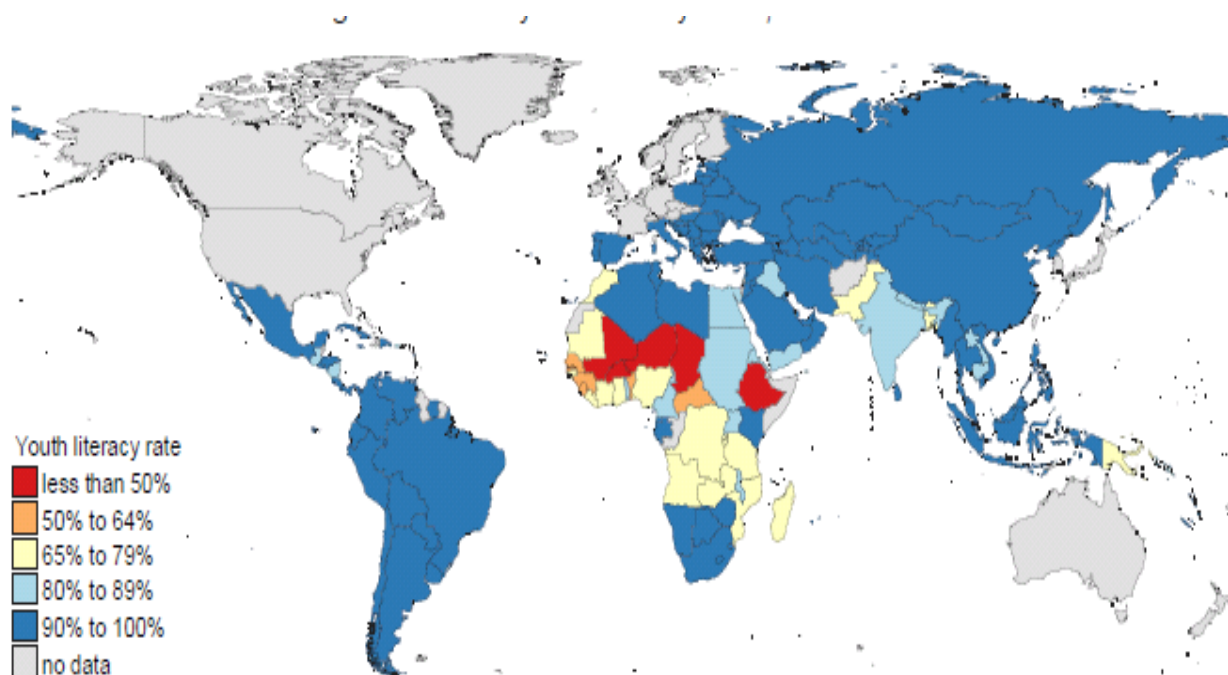 Youth literacy rate
less than 50%
50% to 64%
65% to 79%
80% to 89%
90% to 100%
no data